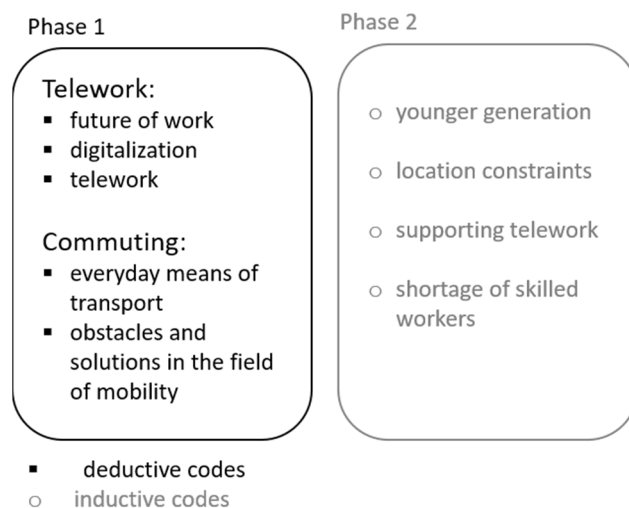 Phase 1
Telework:
▪ future of work
▪ digitalization
▪ telework
Commuting:
▪ everyday means of
transport
▪ obstacles and
solutions in the field
of mobility
Phase 2
o younger generation
o location constraints
o supporting telework
o shortage of skilled
workers
▪ deductive codes
o inductive codes